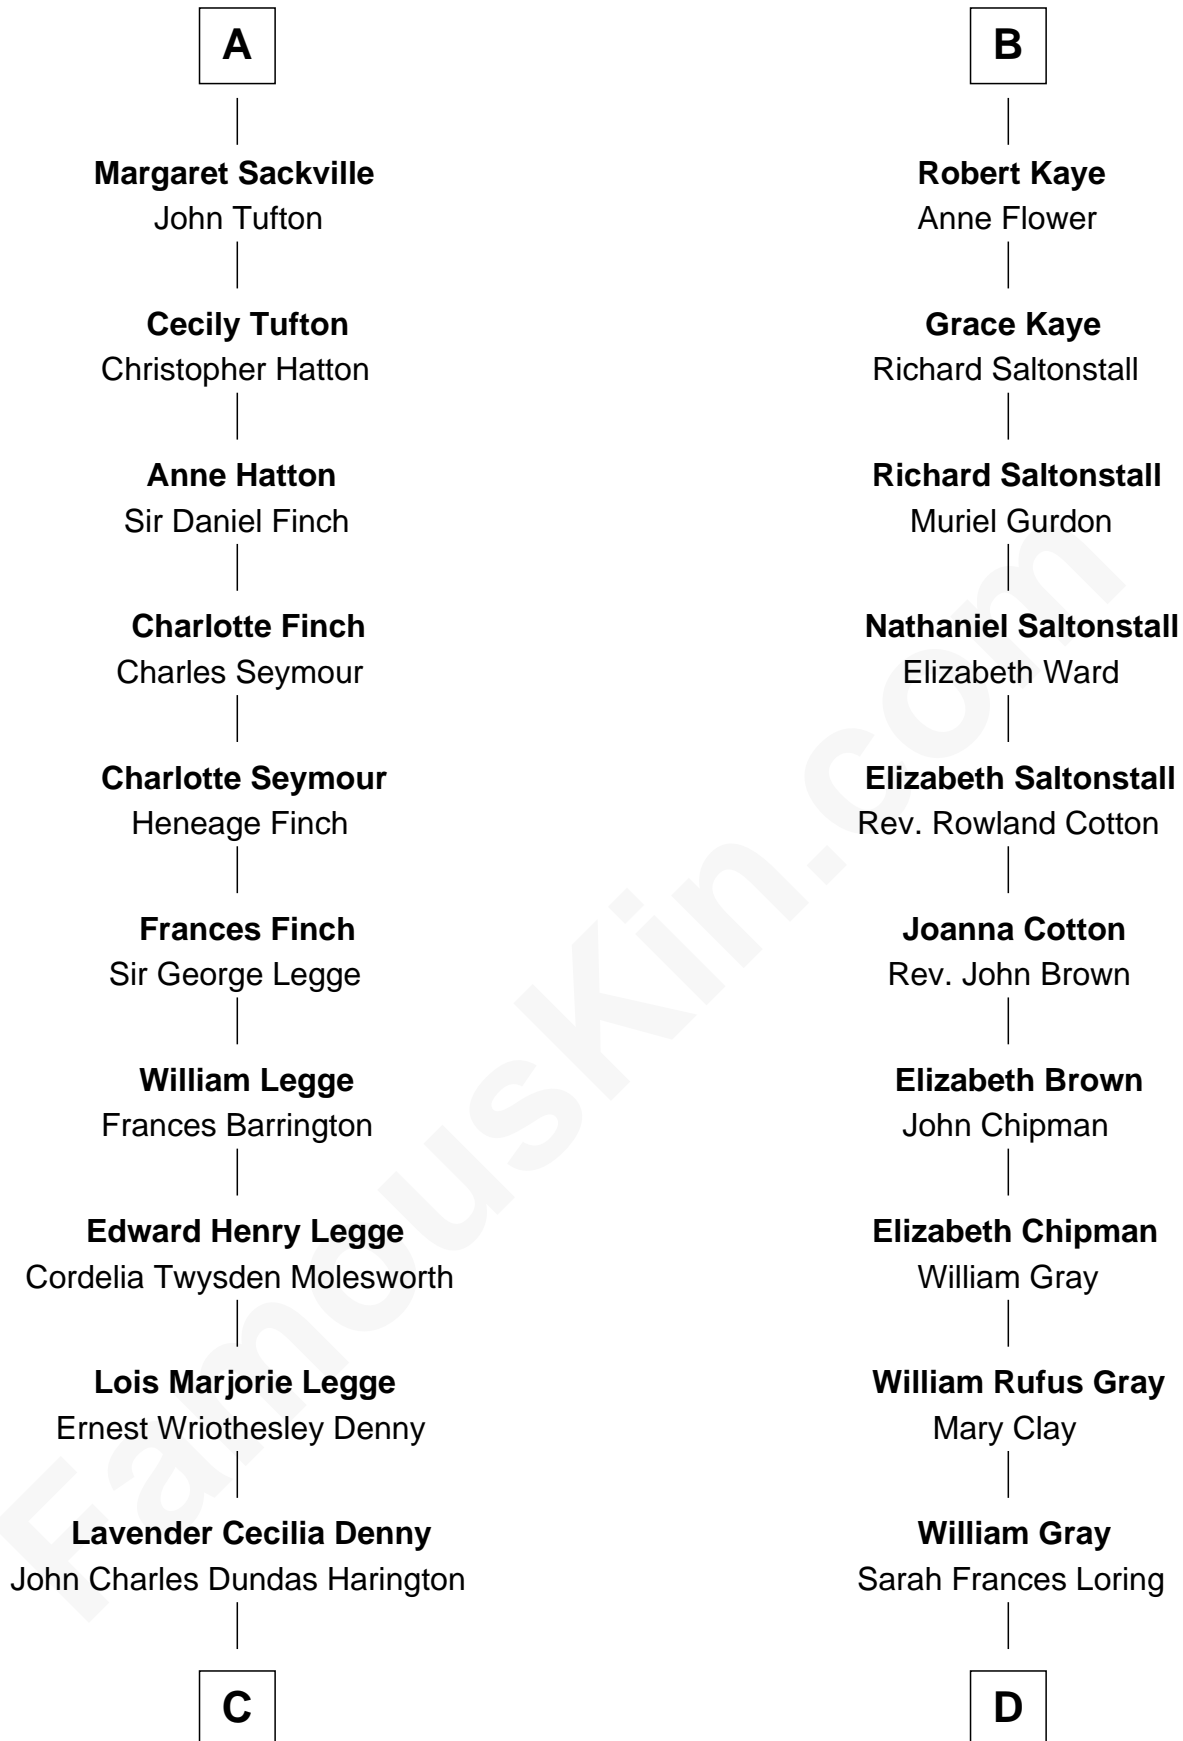 A
Margaret Sackville
John Tufton
Cecily Tufton
Christopher Hatton
Anne Hatton
Sir Daniel Finch
Charlotte Finch
Charles Seymour
Charlotte Seymour
Heneage Finch
Frances Finch
Sir George Legge
William Legge
Frances Barrington
Edward Henry Legge
Cordelia Twysden Molesworth
Lois Marjorie Legge
Ernest Wriothesley Denny
Lavender Cecilia Denny
John Charles Dundas Harington
C
B
Robert Kaye
Anne Flower
Grace Kaye
Richard Saltonstall
Richard Saltonstall
Muriel Gurdon
Nathaniel Saltonstall
Elizabeth Ward
Elizabeth Saltonstall
Rev. Rowland Cotton
Joanna Cotton
Rev. John Brown
Elizabeth Brown
John Chipman
Elizabeth Chipman
William Gray
William Rufus Gray
Mary Clay
William Gray
Sarah Frances Loring
D
FamousKin.com